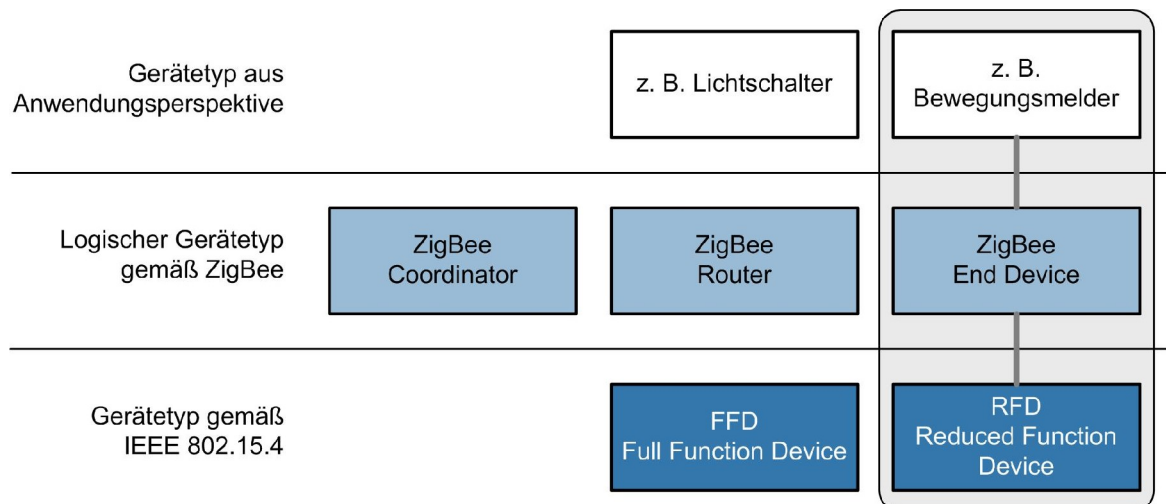 Gerätetyp aus
Anwendungsperspektive
z. B. Lichtschalter
z. B.
Bewegungsmelder
Logischer Gerätetyp
gemäß ZigBee
ZigBee
Coordinator
ZigBee
Router
ZigBee
End Device
Gerätetyp gemäß
IEEE 802.15.4
FFD
Full Function Device
RFD
Reduced Function
Device